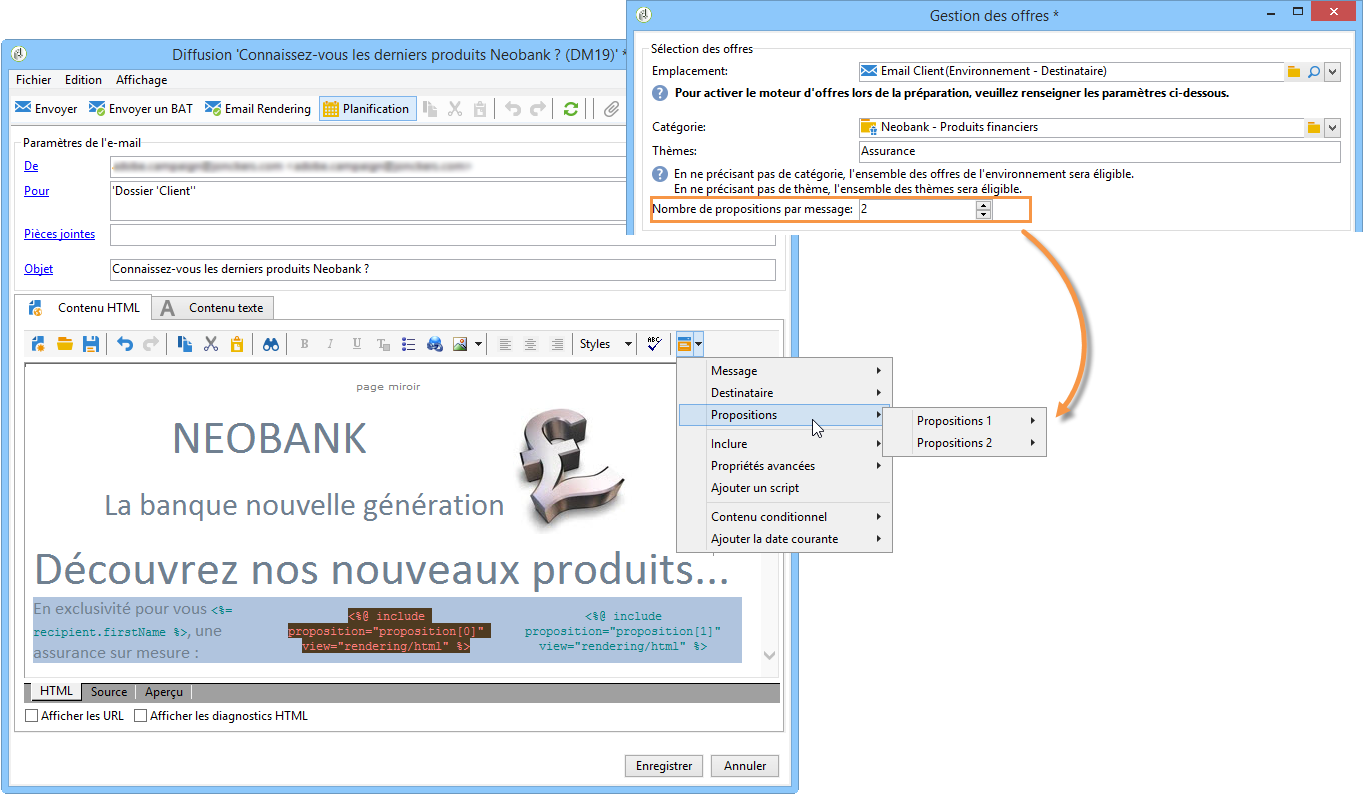 Gestion des offres *
Sélection des offres
Emplacement:
Email Client(Environnement - Destinataire)
Pour activer le moteur d'offres lors de la préparation, veuillez renseigner les paramètres ci-dessous.
Catégorie:
Neobank - Produits financiers
Thèmes:
Assurance
En ne précisant pas de catégorie, l'ensemble des offres de l'environnement sera éligible.
En ne précisant pas de thème, l'ensemble des thèmes sera éligible.
Nombre de propositions par message: 2
Diffusion 'Connaissez-vous les derniers produits Neobank ? (DM19)' *
Fichier Edition Affichage
Envoyer Envoyer un BAT Email Rendering Planification
Paramètres de l'e-mail
De
Pour
'Dossier 'Client''
Pièces jointes
Objet
Connaissez-vous les derniers produits Neobank ?
Contenu HTML A Contenu texte
B I U T Styles ABC
Message
Destinataire
Propositions
Inclure
Propriétés avancées
Ajouter un script
Contenu conditionnel
Ajouter la date courante
Propositions 1
Propositions 2
page miroir
NEOBANK
La banque nouvelle génération
Découvrez nos nouveaux produits...
En exclusivité pour vous <%=
recipient.firstName %>, une
assurance sur mesure :
<%@ include
proposition="proposition[0]"
view="rendering/html" %>
<%@ include
proposition="proposition[1]"
view="rendering/html" %>
HTML Source Aperçu
Afficher les URL Afficher les diagnostics HTML
Enregistrer Annuler